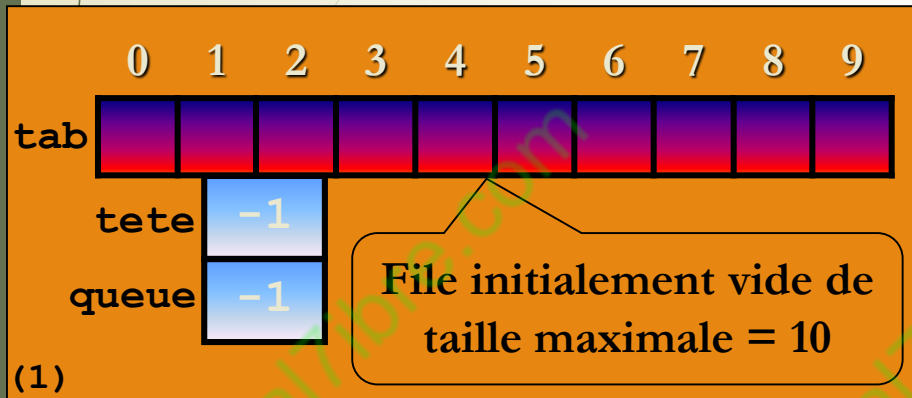 0 1 2 3 4 5 6 7 8 9
tab
tete -1
queue -1
File initialement vide de
taille maximale = 10
(1)